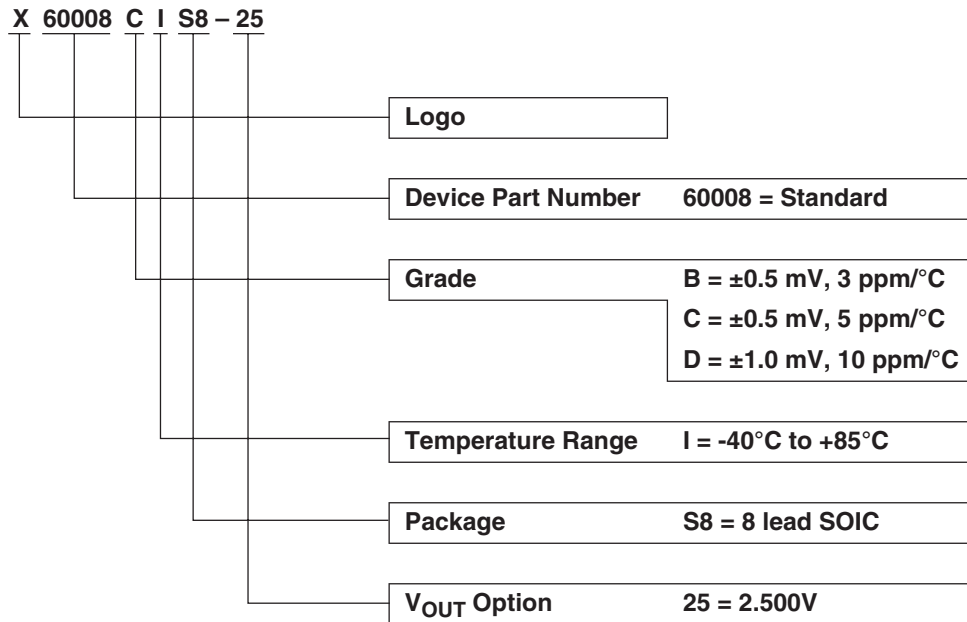 X 60008 C I S8 – 25
Logo
Device Part Number 60008 = Standard
Grade B = ±0.5 mV, 3 ppm/°C
C = ±0.5 mV, 5 ppm/°C
D = ±1.0 mV, 10 ppm/°C
Temperature Range I = -40°C to +85°C
Package S8 = 8 lead SOIC
VOUT Option 25 = 2.500V